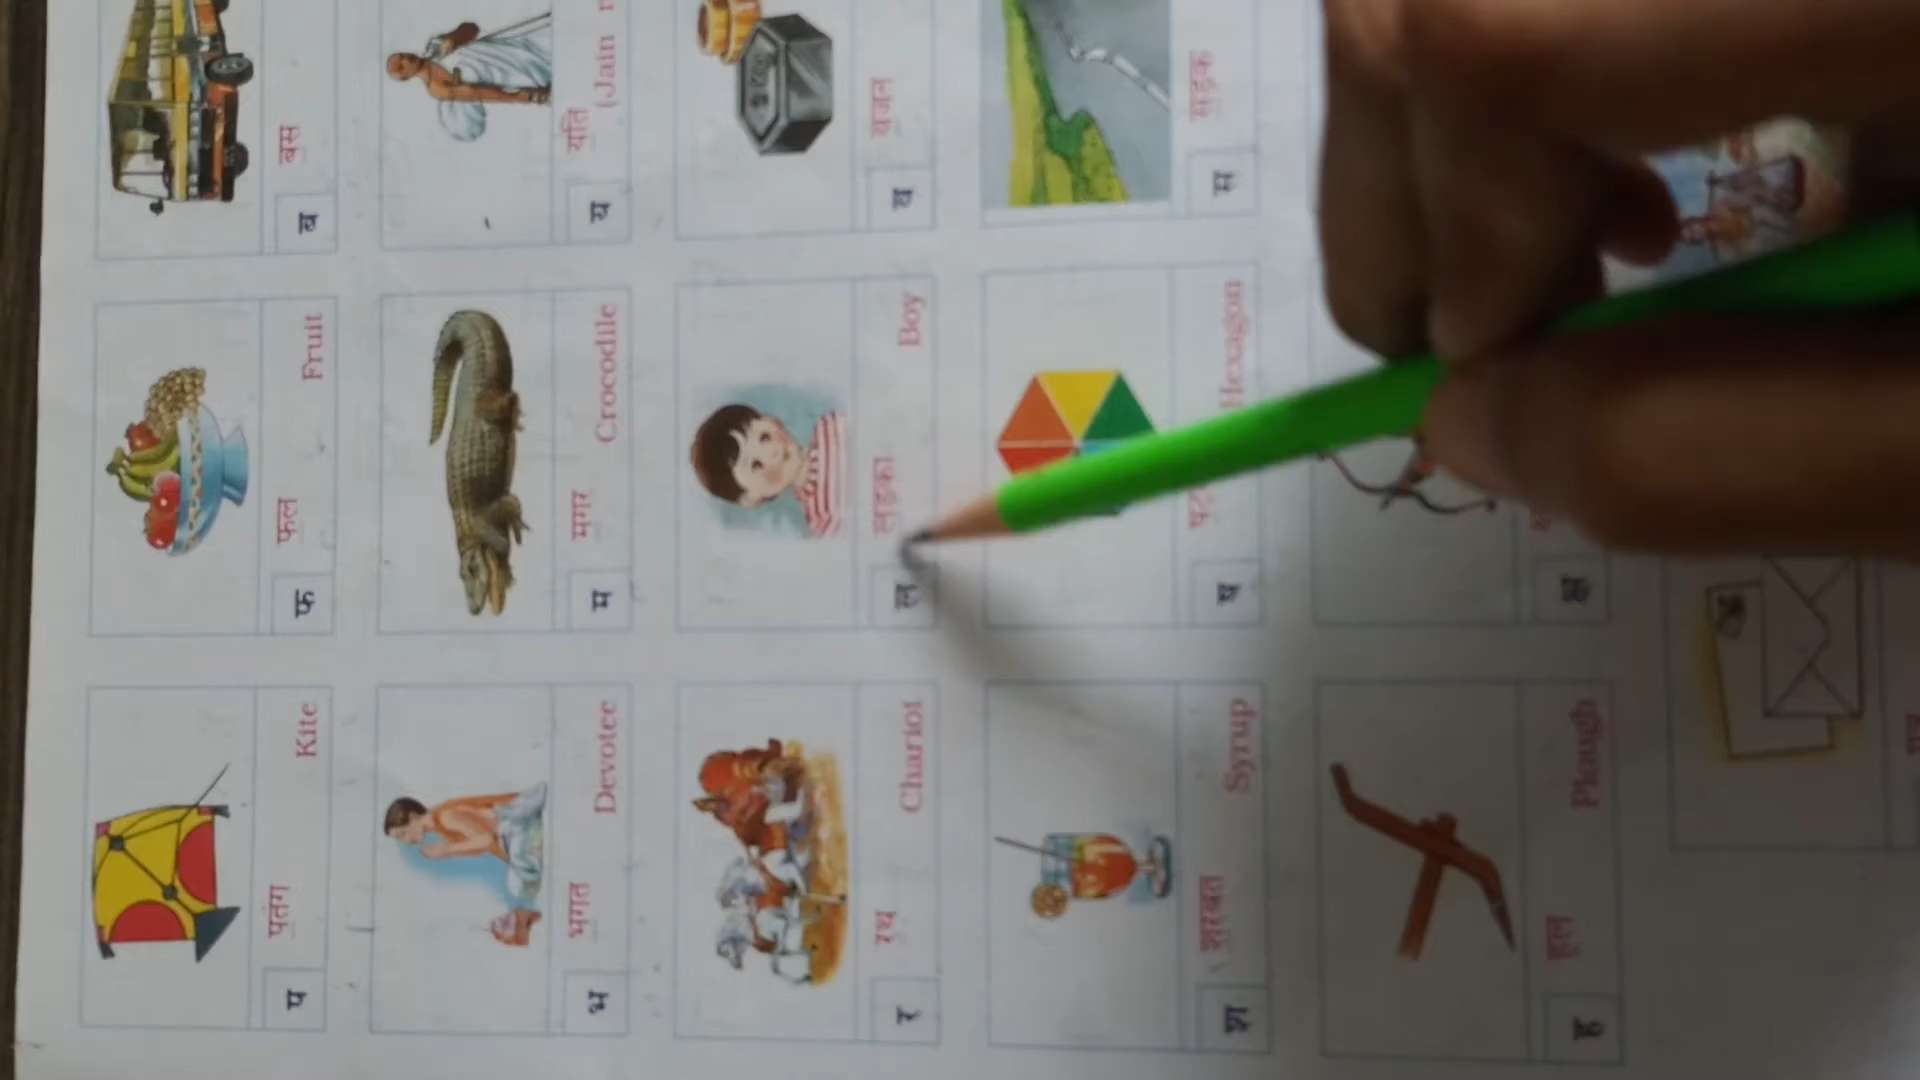 प
पतंग
Kite
फ
फल
Fruit
ब
बस
भ
भगत
Devotee
म
मगर
Crocodile
य
यति
(Jain
र
रथ
Chariot
ल
लड़का
Boy
व
वजन
श
शरबत
Syrup
ष
Hexagon
स
सड़क
ह
हल
Plough
क्ष